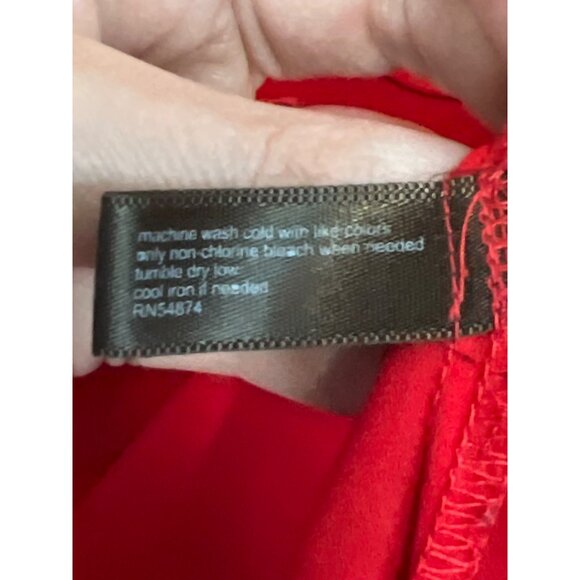 machine wash cold with like colors
only non-chlorine bleach when needed
tumble dry low
cool iron if needed
RN54874